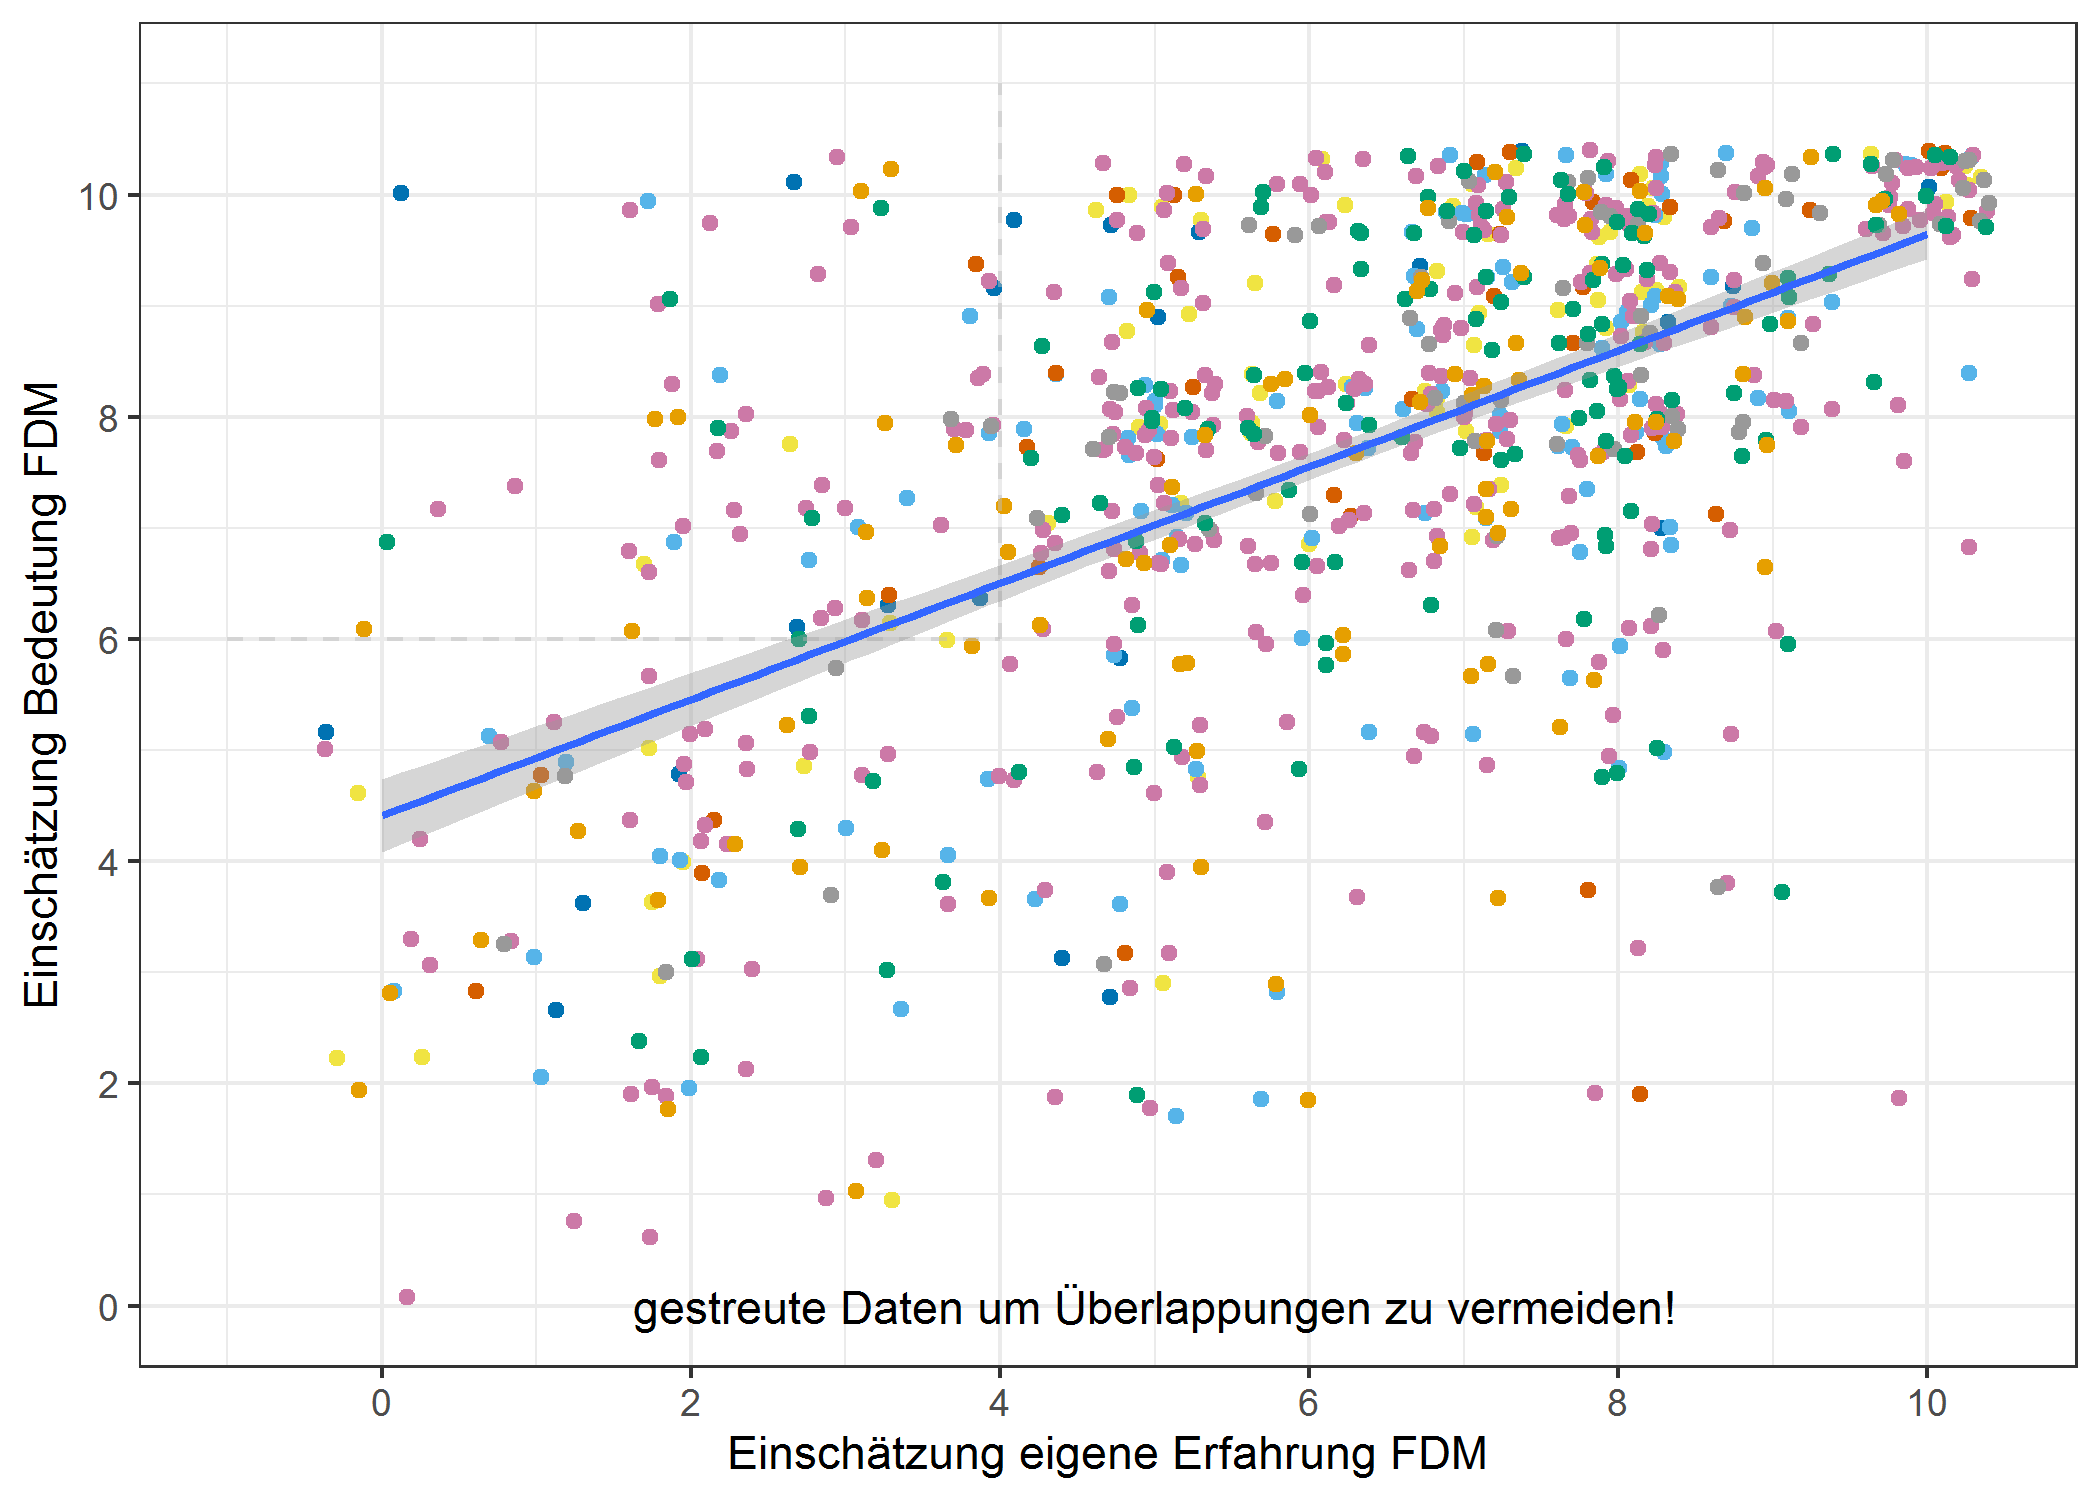 10
8
6
4
2
0
Einschätzung Bedeutung FDM
gestreute Daten um Überlappungen zu vermeiden!
0 2 4 6 8 10
Einschätzung eigene Erfahrung FDM